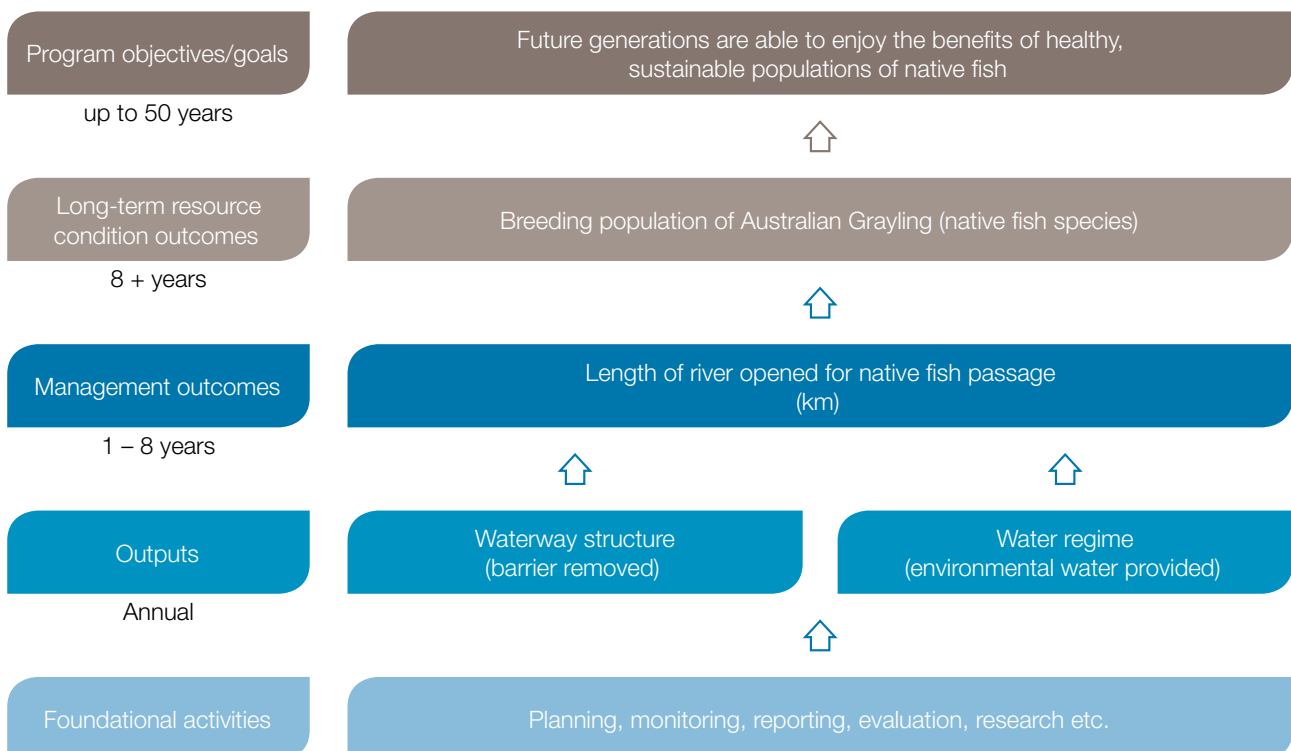 Program objectives/goals
up to 50 years
Future generations are able to enjoy the benefits of healthy,
sustainable populations of native fish
Long-term resource
condition outcomes
8 + years
Breeding population of Australian Grayling (native fish species)
Management outcomes
1 – 8 years
Length of river opened for native fish passage
(km)
Outputs
Annual
Waterway structure
(barrier removed)
Water regime
(environmental water provided)
Foundational activities
Planning, monitoring, reporting, evaluation, research etc.